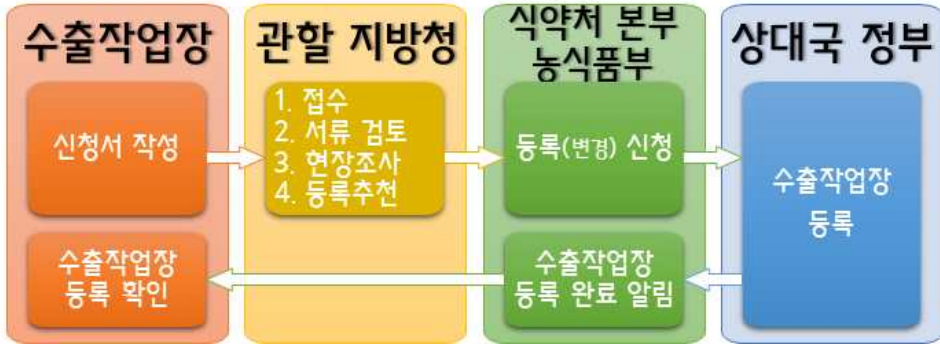 수출작업장
관할 지방청
식약처 본부
농식품부
상대국 정부
신청서 작성
1. 접수
2. 서류 검토
3. 현장조사
4. 등록추천
등록(변경) 신청
수출작업장
등록
수출작업장
등록 완료 알림
수출작업장
등록 확인